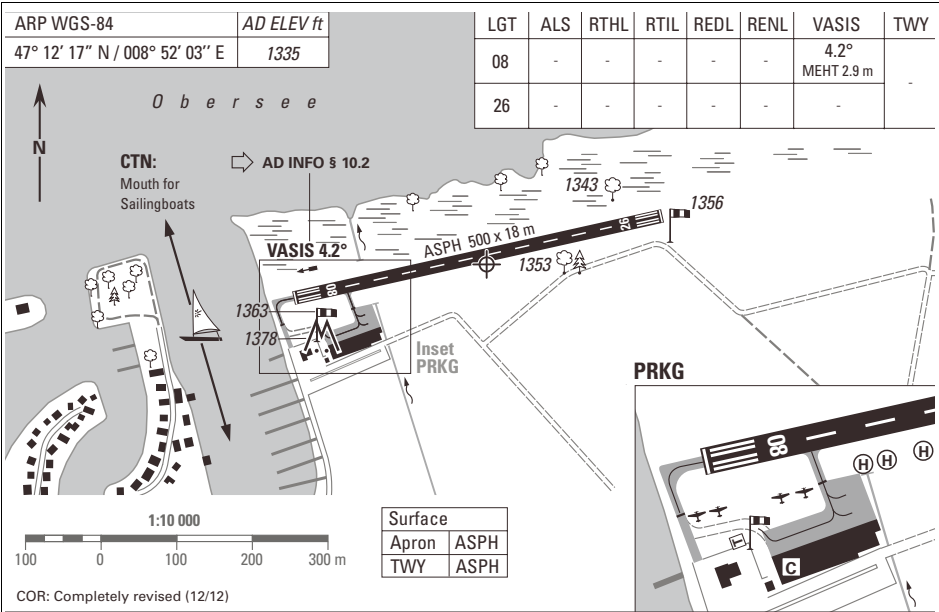 ARP WGS-84 AD ELEV ft
47° 12' 17" N / 008° 52' 03'' E 1335
LGT ALS RTHL RTIL REDL RENL VASIS TWY
08 - - - - - 4.2° -
MEHT 2.9 m
26 - - - - - -
Obersee
N
CTN:
Mouth for
Sailingboats
AD INFO § 10.2
VASIS 4.2°
1343
1356
26
ASPH 500 x 18 m
1353
08
1363
1378
Inset
PRKG
PRKG
08
H H H
T
C
1:10 000
100 0 100 200 300 m
Surface
Apron ASPH
TWY ASPH
COR: Completely revised (12/12)